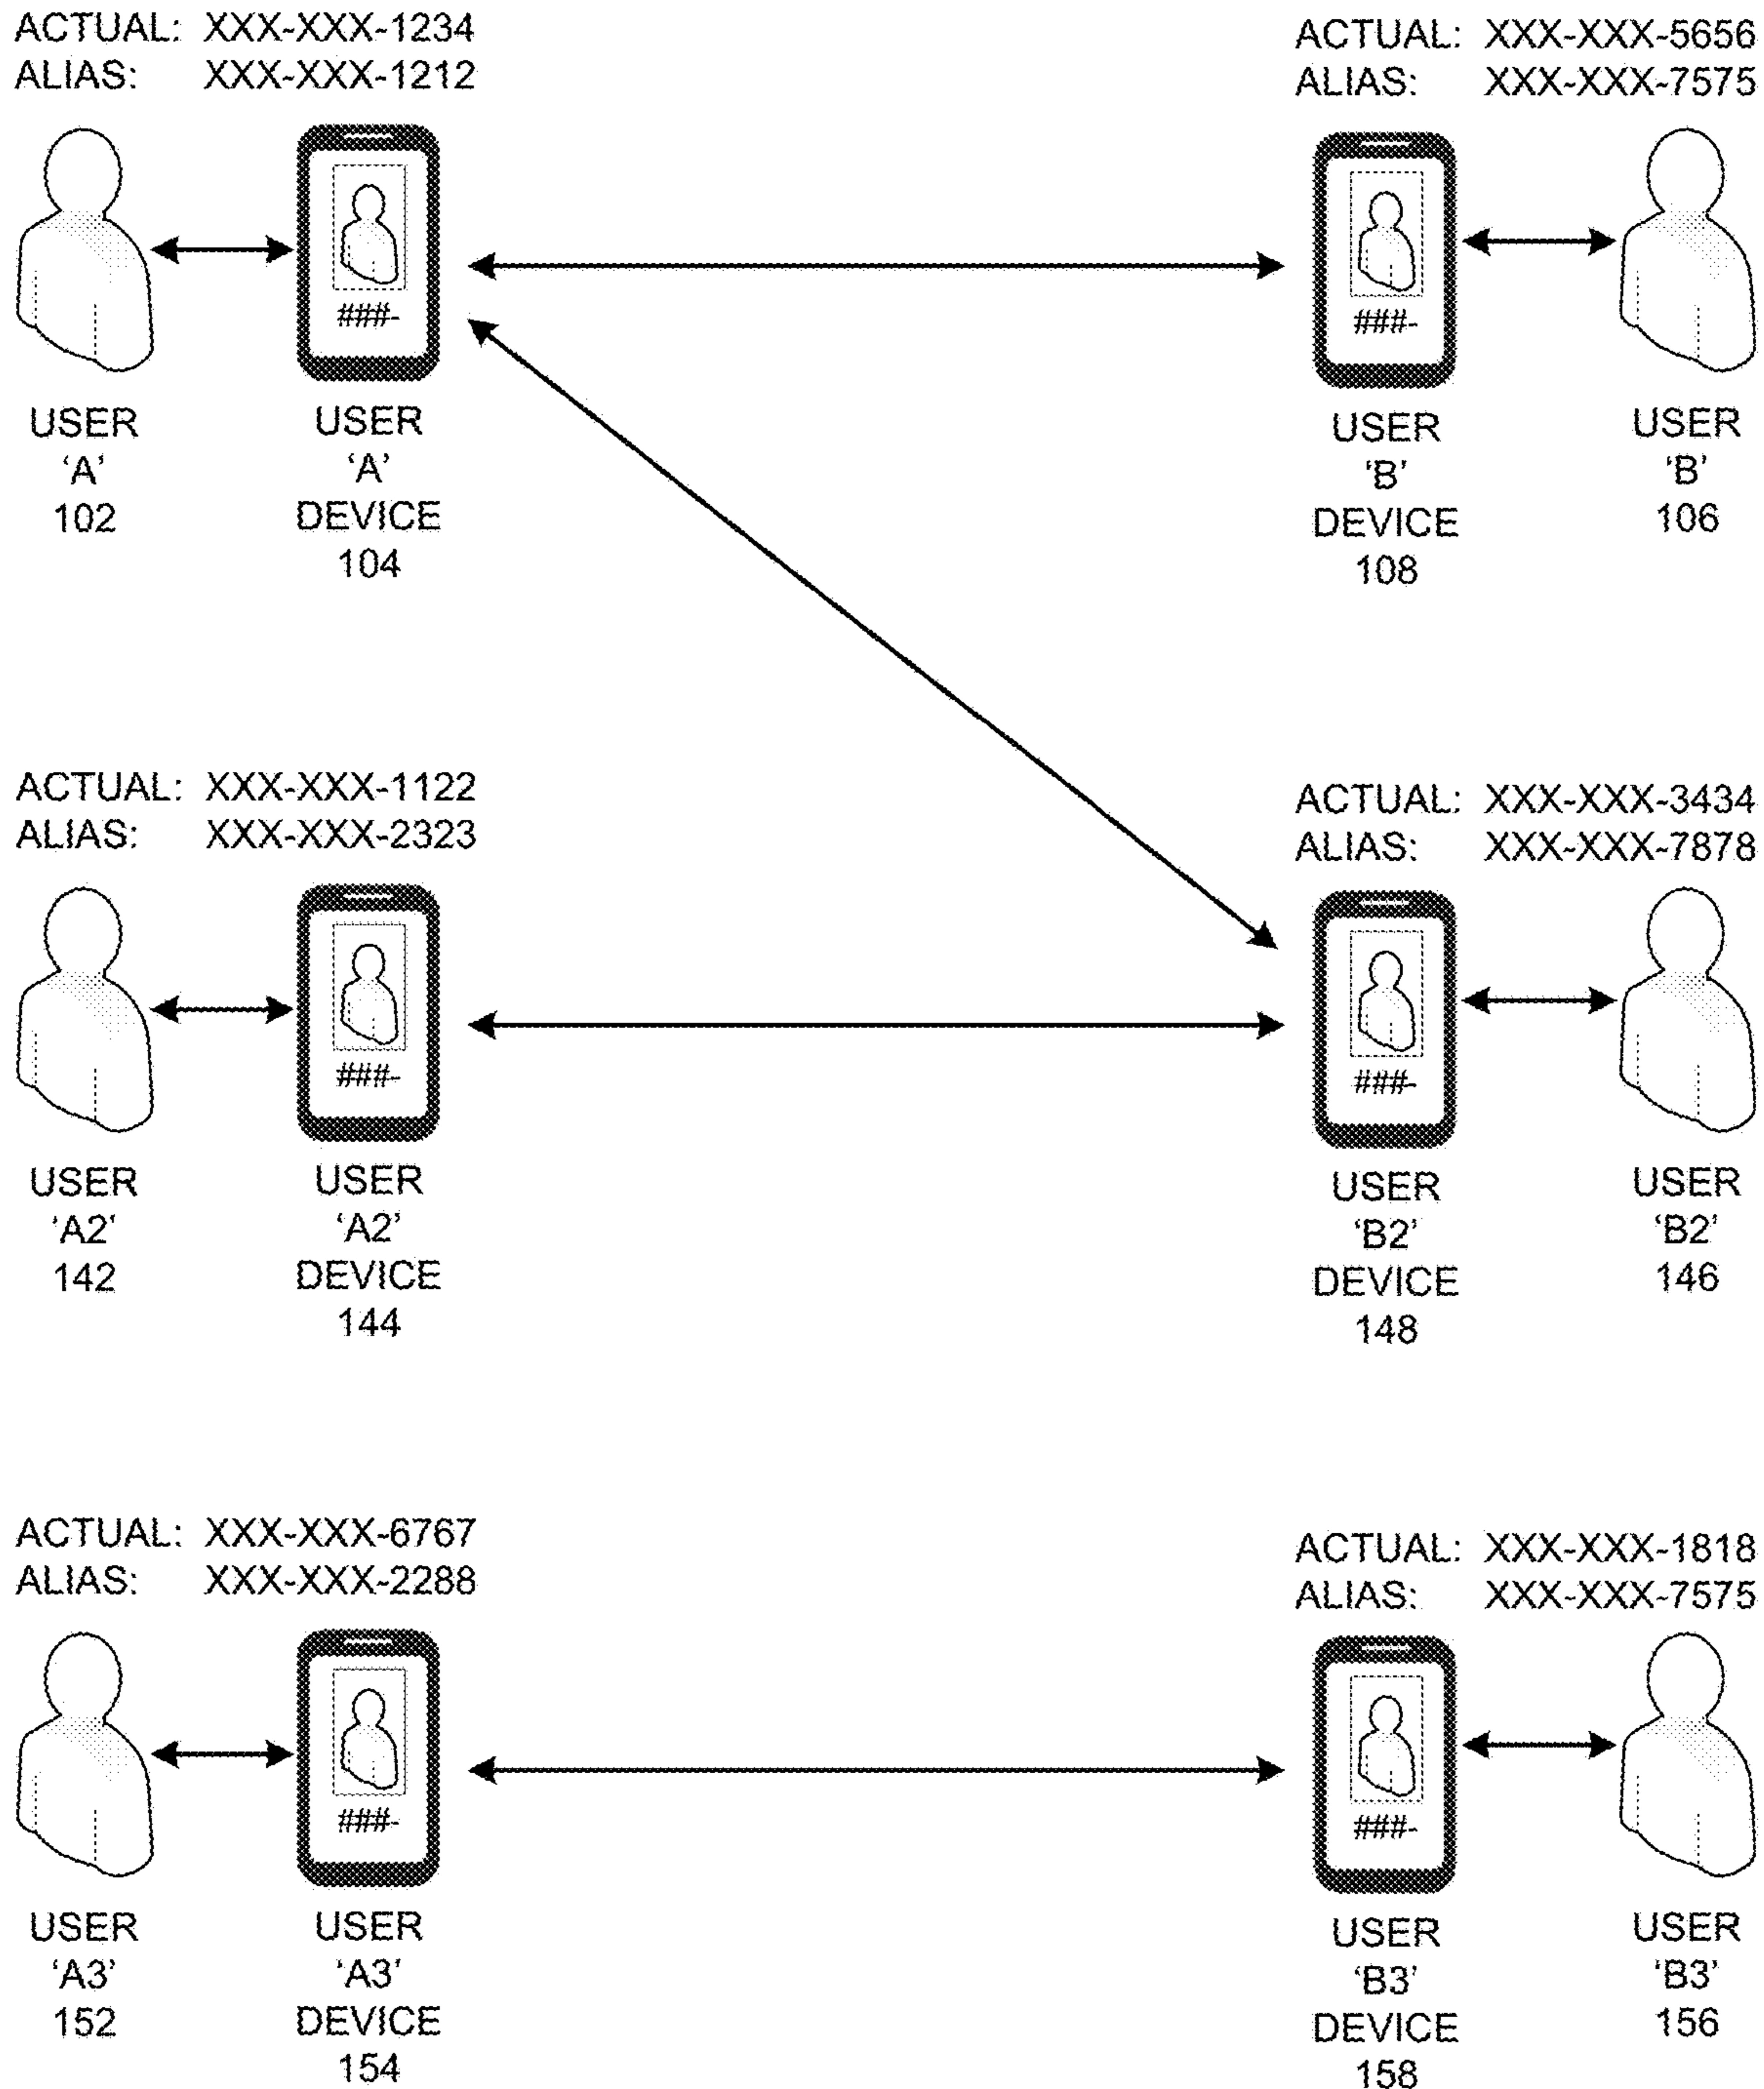 ACTUAL: XXX-XXX-1234
ALIAS: XXX-XXX-1212
ACTUAL: XXX-XXX-5656
ALIAS: XXX-XXX-7575
###-
###-
USER
'A'
102
USER
'A'
DEVICE
104
USER
'B'
DEVICE
108
USER
'B'
106
ACTUAL: XXX-XXX-1122
ALIAS: XXX-XXX-2323
ACTUAL: XXX-XXX-3434
ALIAS: XXX-XXX-7878
###-
###-
USER
'A2'
142
USER
'A2'
DEVICE
144
USER
'B2'
DEVICE
148
USER
'B2'
146
ACTUAL: XXX-XXX-6767
ALIAS: XXX-XXX-2288
ACTUAL: XXX-XXX-1818
ALIAS: XXX-XXX-7575
###-
###-
USER
'A3'
152
USER
'A3'
DEVICE
154
USER
'B3'
DEVICE
158
USER
'B3'
156